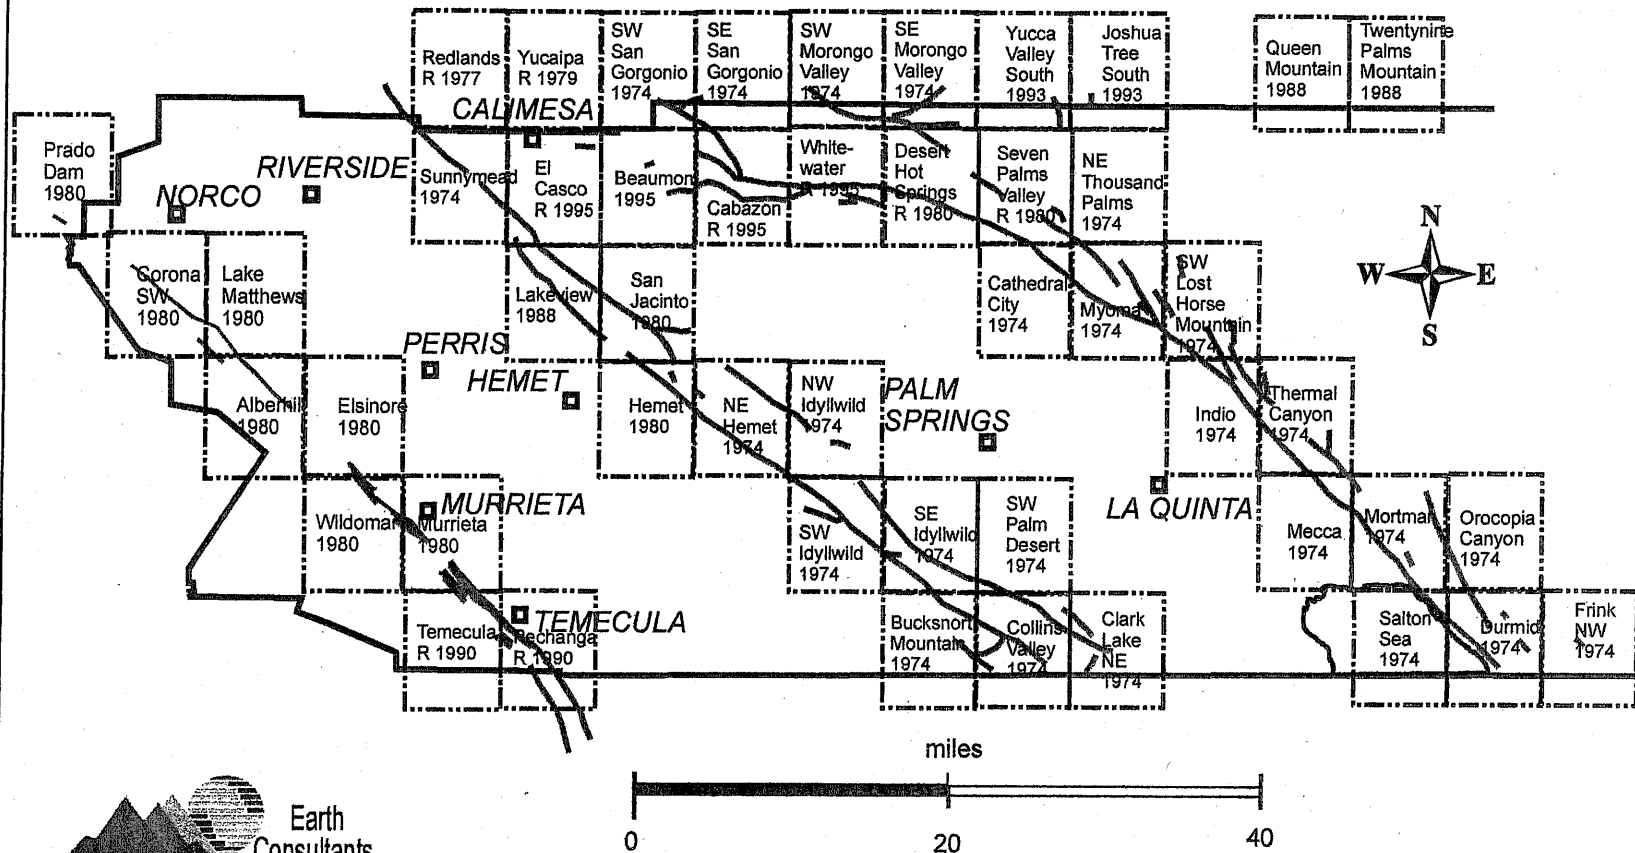 Redlands
R 1977
Yucaipa
R 1979
SW
San
Gorgonio
1974
SE
San
Gorgonio
1974
SW
Morongo
Valley
1974
SE
Morongo
Valley
1974
Yucca
Valley
South
1993
Joshua
Tree
South
1993
Queen
Mountain
1988
Twentynine
Palms
Mountain
1988
CALIMESA
Prado
Dam
1980
NORCO
RIVERSIDE
Sunnymead
1974
El
Casco
R 1995
Beaumont
1995
Cabazon
R 1995
White-
water
R 1995
Desert
Hot
Springs
R 1980
Seven
Palms
Valley
R 1980
NE
Thousand
Palms
1974
N
W E
S
Corona
SW
1980
Lake
Matthews
1980
Lakeview
1988
San
Jacinto
1980
Cathedral
City
1974
Myoma
1974
SW
Lost
Horse
Mountain
1974
PERRIS
HEMET
Alberhill
1980
Elsinore
1980
Hemet
1980
NE
Hemet
1974
NW
Idyllwild
1974
PALM
SPRINGS
Indio
1974
Thermal
Canyon
1974
MURRIETA
LA QUINTA
Wildomar
1980
Murrieta
1980
SW
Idyllwild
1974
SE
Idyllwild
1974
SW
Palm
Desert
1974
Mecca
1974
Mortmar
1974
Orocopia
Canyon
1974
TEMECULA
Temecula
R 1990
Pechanga
R 1990
Bucksnort
Mountain
1974
Collins
Valley
1974
Clark
Lake
NE
1974
Salton
Sea
1974
Durmid
1974
Frink
NW
1974
miles
0 20 40
Earth
Consultants